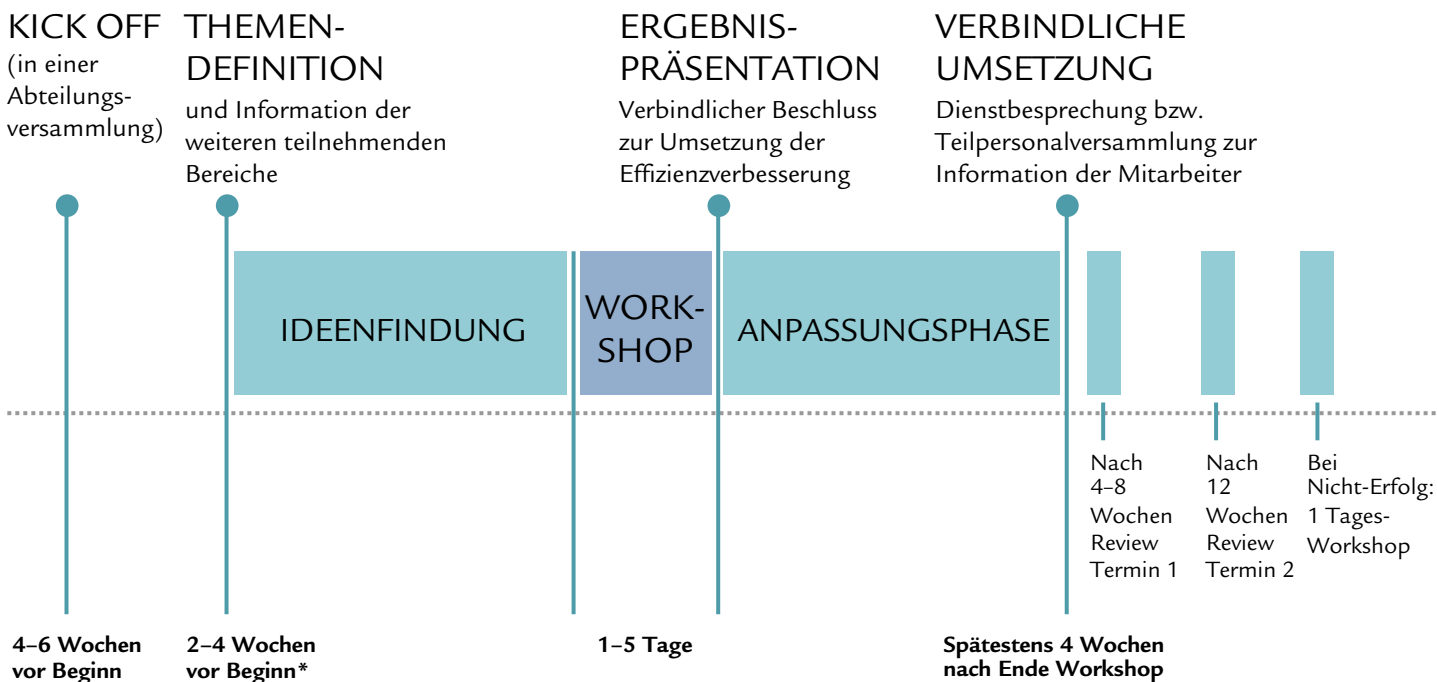 KICK OFF
(in einer
Abteilungs-
versammlung)
THEMEN-
DEFINITION
und Information der
weiteren teilnehmenden
Bereiche
ERGEBNIS-
PRÄSENTATION
Verbindlicher Beschluss
zur Umsetzung der
Effizienzverbesserung
VERBINDLICHE
UMSETZUNG
Dienstbesprechung bzw.
Teilpersonalversammlung zur
Information der Mitarbeiter
IDEENFINDUNG
WORK-
SHOP
ANPASSUNGSPHASE
Nach
4–8
Wochen
Review
Termin 1
Nach
12
Wochen
Review
Termin 2
Bei
Nicht-Erfolg:
1 Tages-
Workshop
4–6 Wochen
vor Beginn
2–4 Wochen
vor Beginn*
1–5 Tage
Spätestens 4 Wochen
nach Ende Workshop